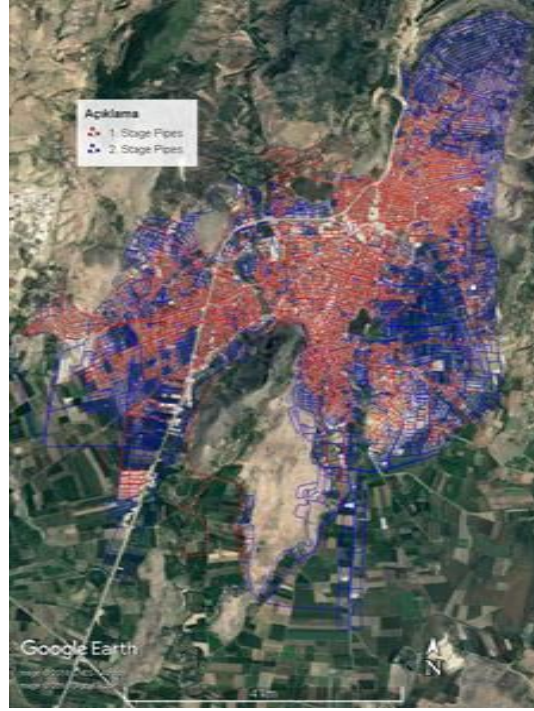 Açıklama
1. Stage Pipes
2. Stage Pipes
Google Earth
N
4 km